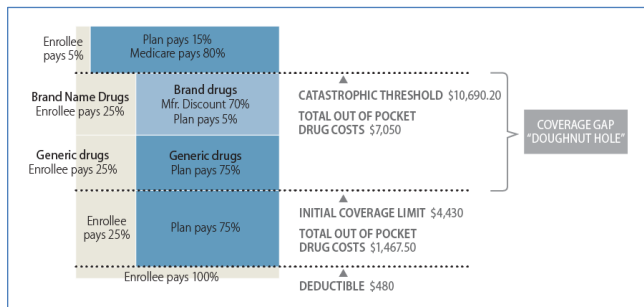 Enrollee
pays 5%
Plan pays 15%
Medicare pays 80%
Brand Name Drugs
Enrollee pays 25%
Brand drugs
Mfr. Discount 70%
Plan pays 5%
CATASTROPHIC THRESHOLD $10,690.20
TOTAL OUT OF POCKET
DRUG COSTS $7,050
COVERAGE GAP
"DOUGHNUT HOLE"
Generic drugs
Enrollee pays 25%
Generic drugs
Plan pays 75%
Enrollee
pays 25%
Plan pays 75%
INITIAL COVERAGE LIMIT $4,430
TOTAL OUT OF POCKET
DRUG COSTS $1,467.50
Enrollee pays 100%
DEDUCTIBLE $480